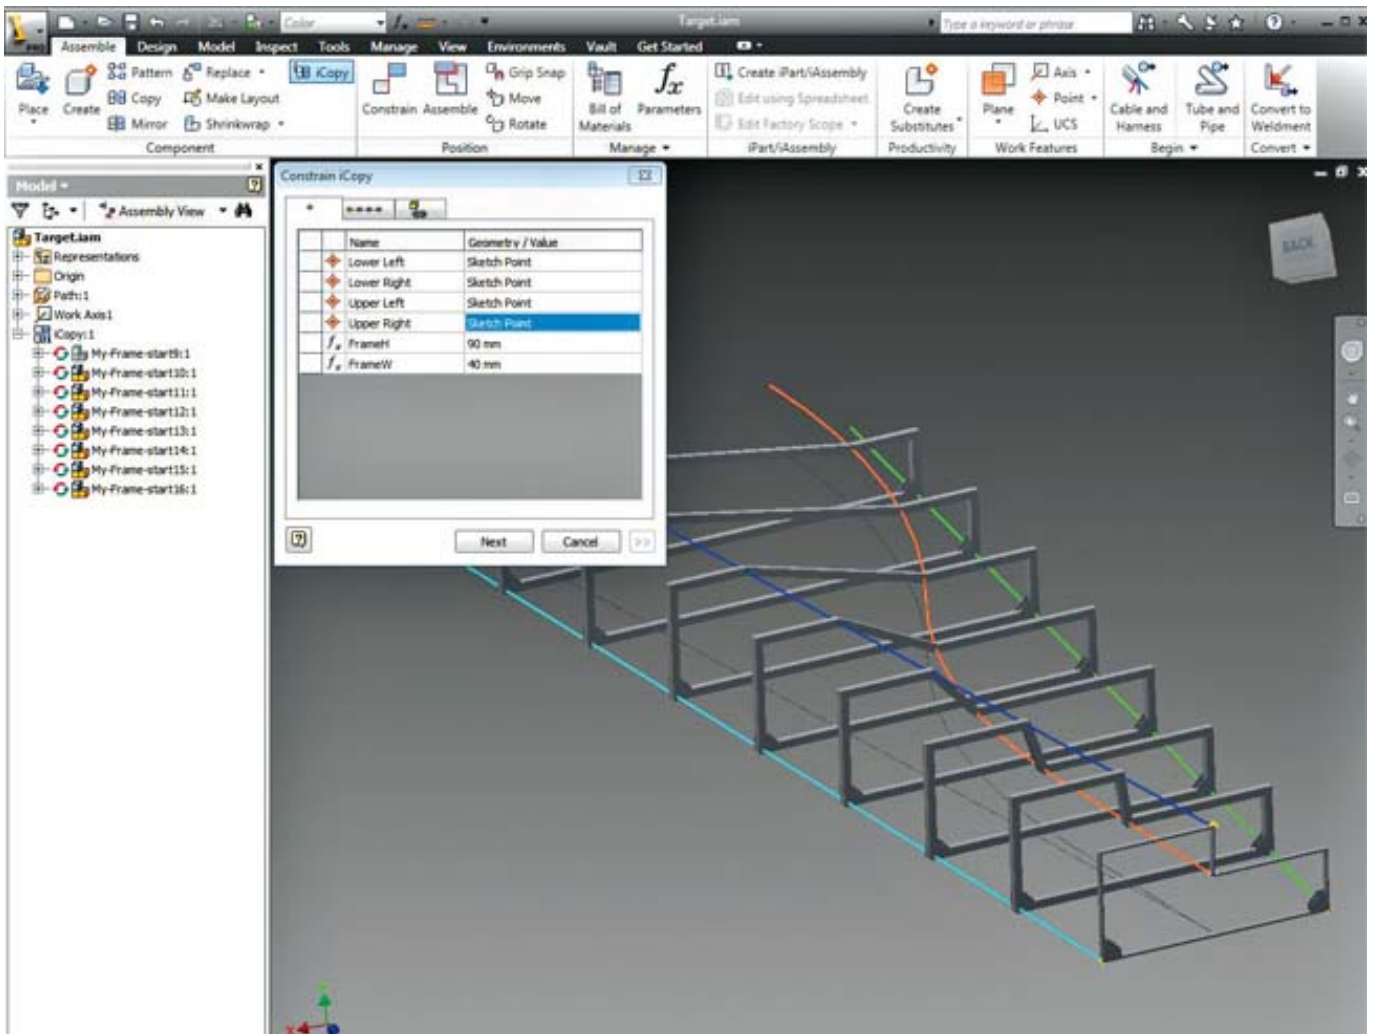 Color
Target.iam
Type a keyword or phrase
PRO
Assemble Design Model Inspect Tools Manage View Environments Vault Get Started
Place
Create
Pattern
Copy
Mirror
Replace
Make Layout
Shrinkwrap
iCopy
Component
Constrain
Assemble
Grip Snap
Move
Rotate
Position
Bill of
Materials
Parameters
Manage
Create iPart/iAssembly
Edit using Spreadsheet
Edit Factory Scope
iPart/iAssembly
Create
Substitutes
Productivity
Plane
Axis
Point
UCS
Work Features
Cable and
Harness
Tube and
Pipe
Begin
Convert to
Weldment
Convert
Model
Assembly View
Target.iam
Representations
Origin
Path:1
Work Axis1
iCopy:1
My-Frame-start9:1
My-Frame-start10:1
My-Frame-start11:1
My-Frame-start12:1
My-Frame-start13:1
My-Frame-start14:1
My-Frame-start15:1
My-Frame-start16:1
Constrain iCopy
Name Geometry / Value
Lower Left Sketch Point
Lower Right Sketch Point
Upper Left Sketch Point
Upper Right Sketch Point
FrameH 90 mm
FrameW 40 mm
Next
Cancel
>>
BACK